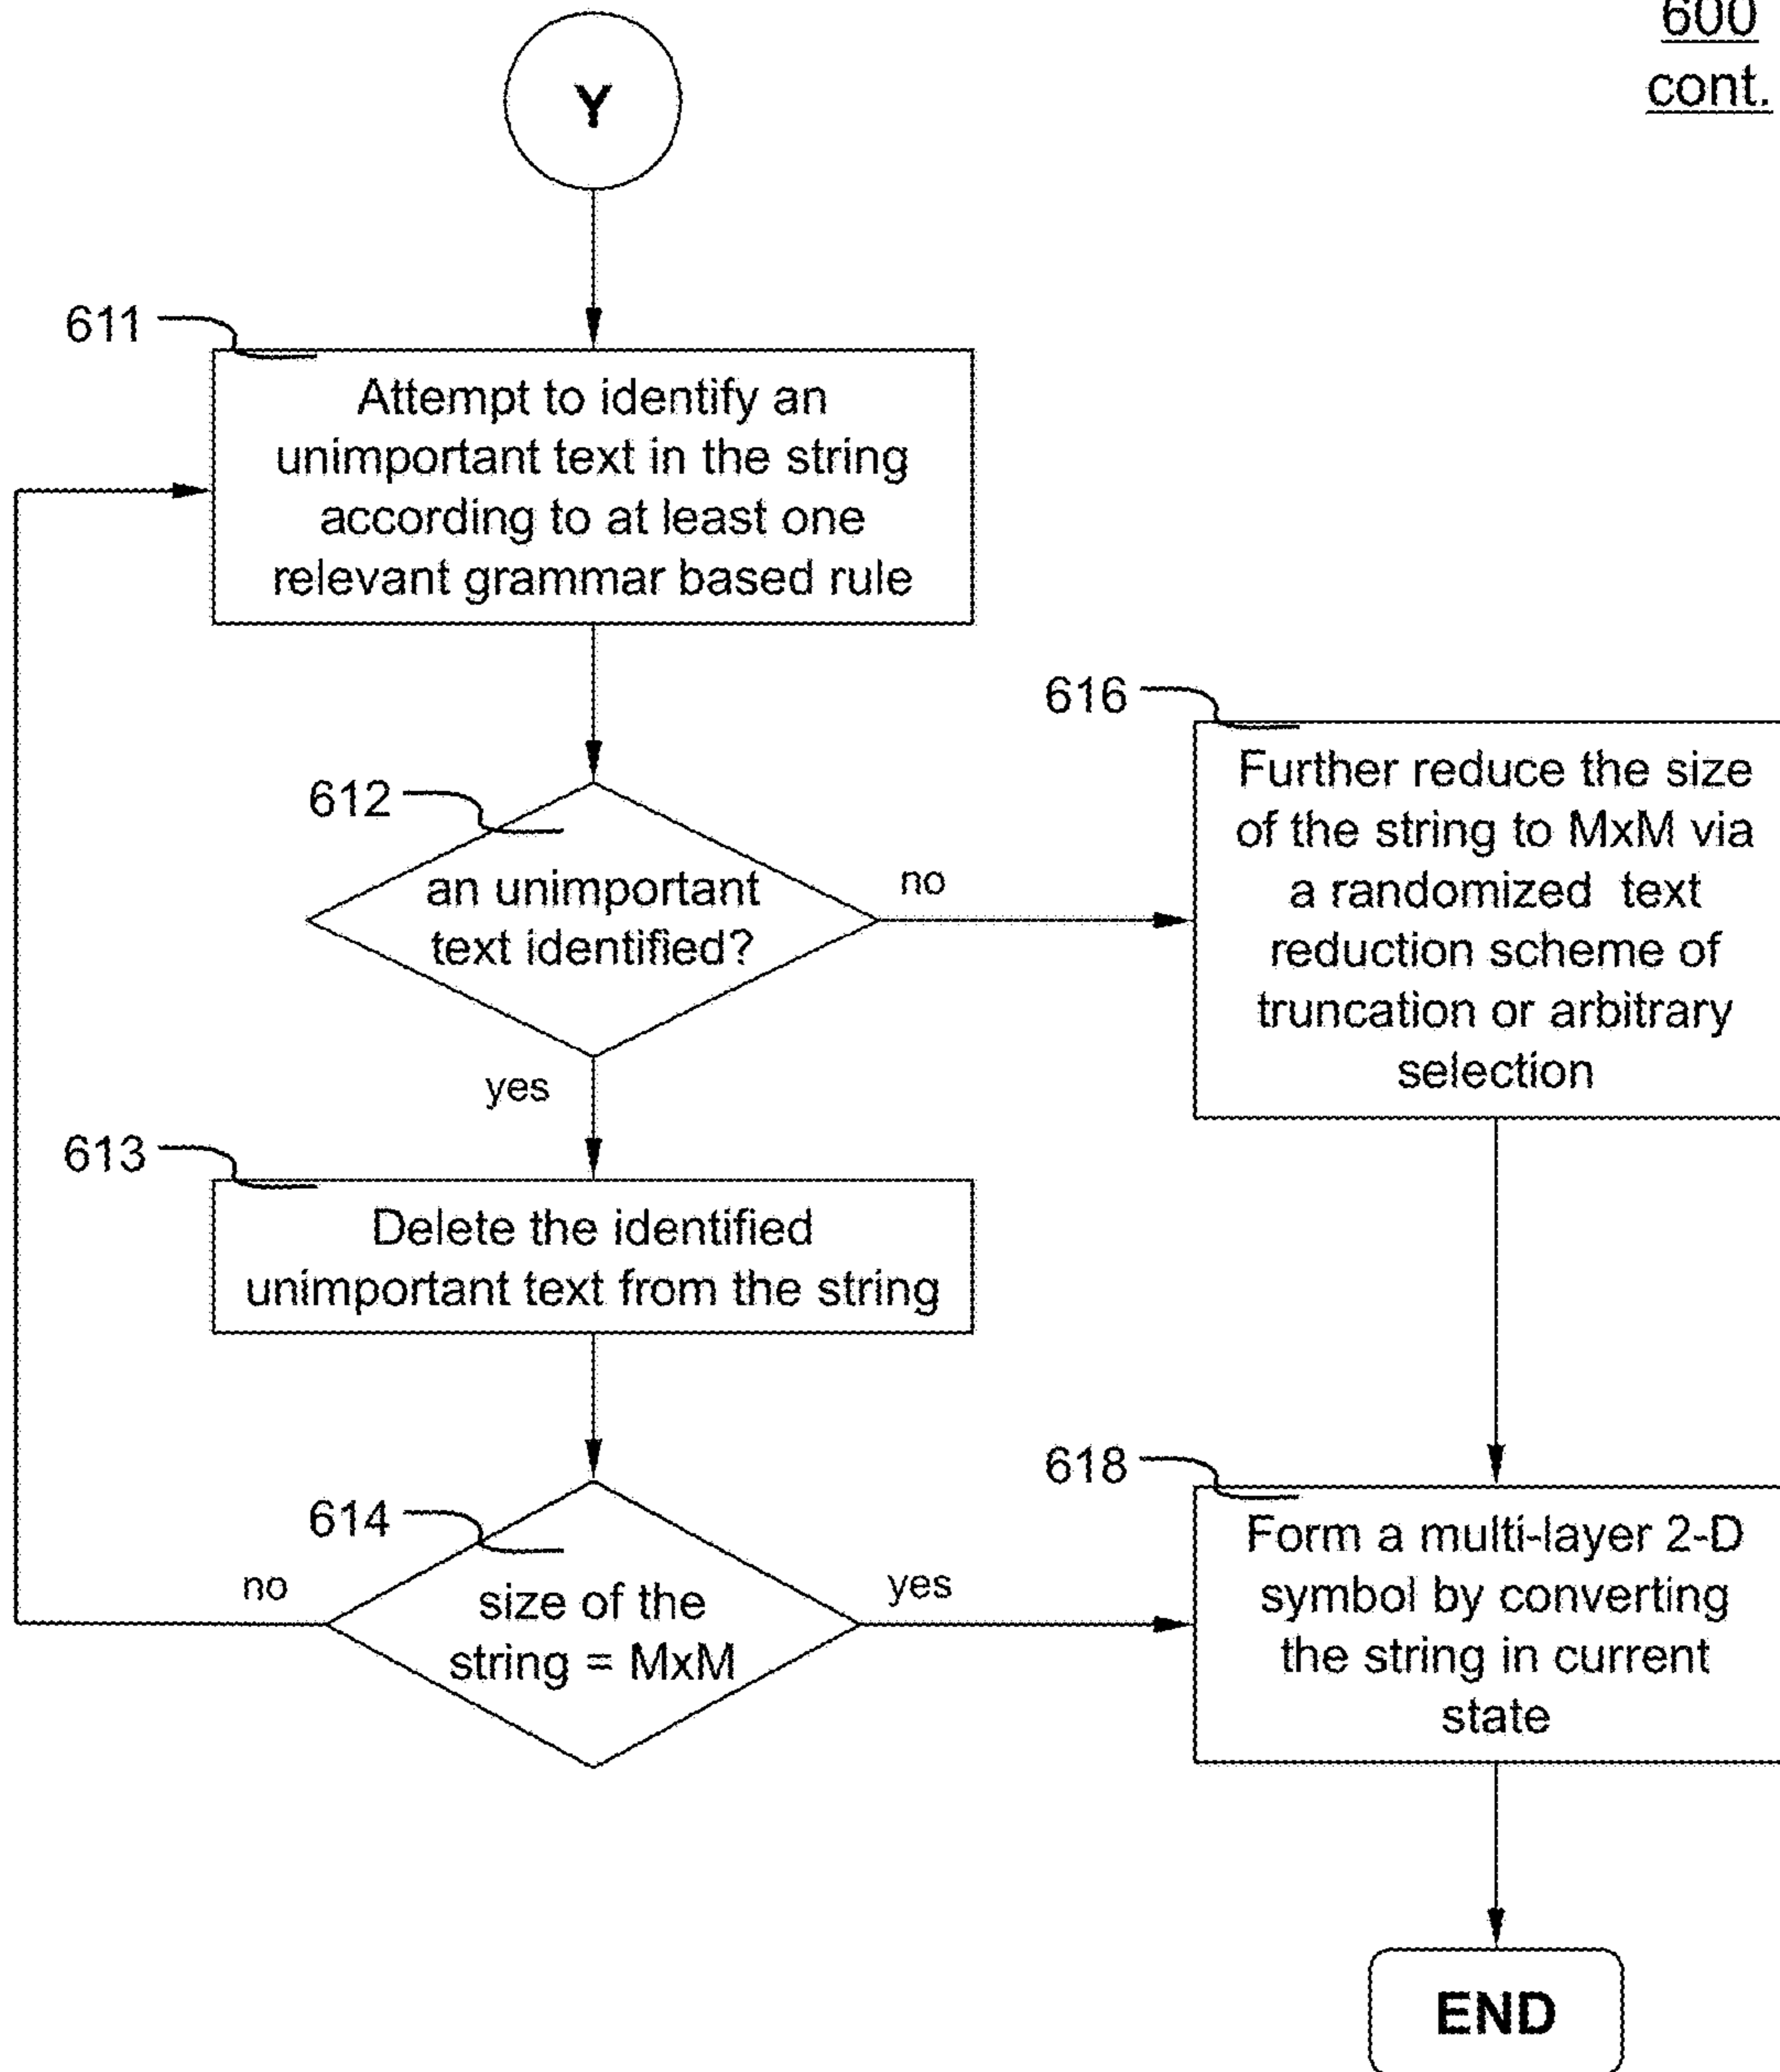 600
cont.
Y
611
Attempt to identify an
unimportant text in the string
according to at least one
relevant grammar based rule
612
an unimportant
text identified?
no
616
Further reduce the size
of the string to MxM via
a randomized text
reduction scheme of
truncation or arbitrary
selection
yes
613
Delete the identified
unimportant text from the string
614
size of the
string = MxM
no
yes
618
Form a multi-layer 2-D
symbol by converting
the string in current
state
END